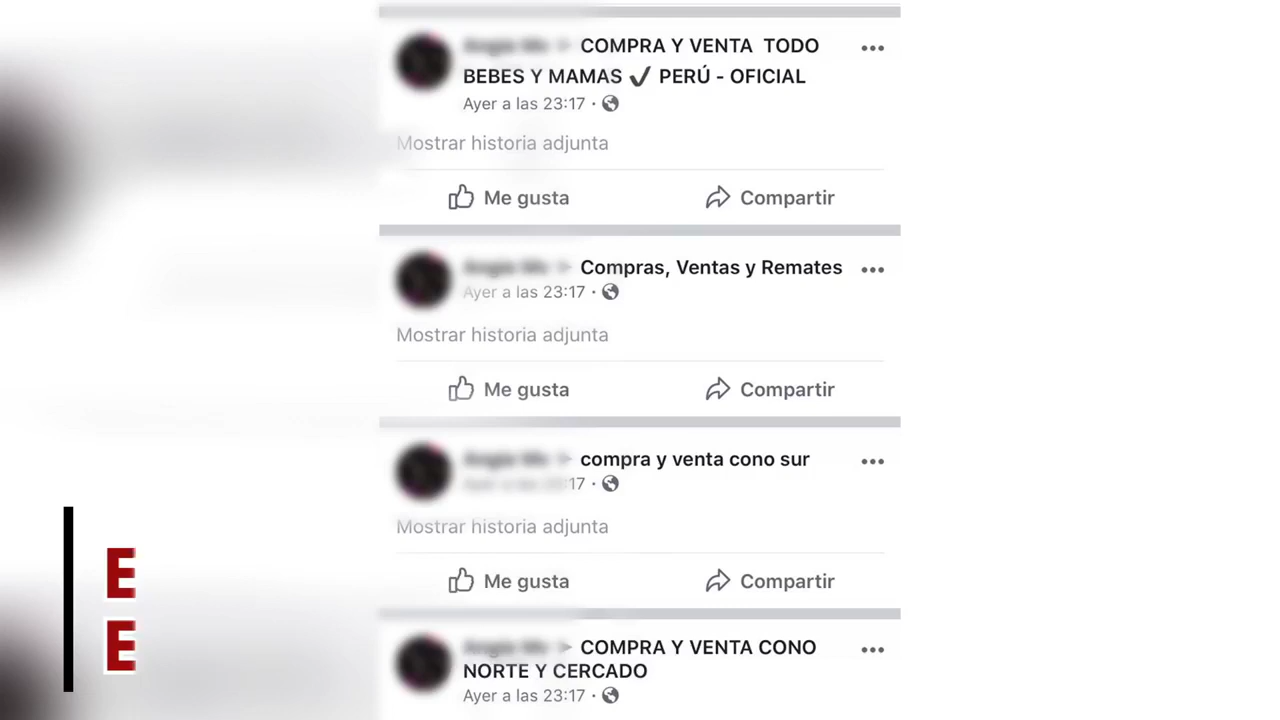 COMPRA Y VENTA TODO
BEBES Y MAMAS ✓ PERÚ - OFICIAL
Ayer a las 23:17 ·
Mostrar historia adjunta
Me gusta Compartir
Compras, Ventas y Remates
Ayer a las 23:17 ·
Mostrar historia adjunta
Me gusta Compartir
compra y venta cono sur
17 ·
Mostrar historia adjunta
Me gusta Compartir
COMPRA Y VENTA CONO
NORTE Y CERCADO
Ayer a las 23:17 ·
E
E